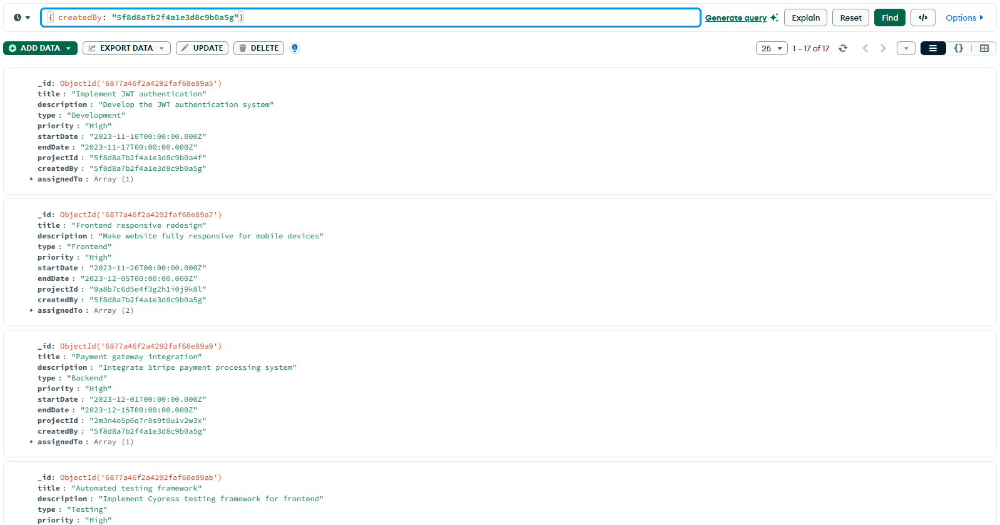 { createdBy: "5f8d8a7b2f4a1e3d8c9b0a5g"}
Generate query
Explain
Reset
Find
</>
Options
ADD DATA
EXPORT DATA
UPDATE
DELETE
25
1 – 17 of 17
{}
_id: ObjectId('6877a46f2a4292faf68e89a5')
title : "Implement JWT authentication"
description : "Develop the JWT authentication system"
type : "Development"
priority : "High"
startDate : "2023-11-10T00:00:00.000Z"
endDate : "2023-11-17T00:00:00.000Z"
projectId : "5f8d8a7b2f4a1e3d8c9b0a4f"
createdBy : "5f8d8a7b2f4a1e3d8c9b0a5g"
assignedTo : Array (1)
_id: ObjectId('6877a46f2a4292faf68e89a7')
title : "Frontend responsive redesign"
description : "Make website fully responsive for mobile devices"
type : "Frontend"
priority : "High"
startDate : "2023-11-20T00:00:00.000Z"
endDate : "2023-12-05T00:00:00.000Z"
projectId : "9a8b7c6d5e4f3g2h1i0j9k8l"
createdBy : "5f8d8a7b2f4a1e3d8c9b0a5g"
assignedTo : Array (2)
_id: ObjectId('6877a46f2a4292faf68e89a9')
title : "Payment gateway integration"
description : "Integrate Stripe payment processing system"
type : "Backend"
priority : "High"
startDate : "2023-12-01T00:00:00.000Z"
endDate : "2023-12-15T00:00:00.000Z"
projectId : "2m3n4o5p6q7r8s9t0u1v2w3x"
createdBy : "5f8d8a7b2f4a1e3d8c9b0a5g"
assignedTo : Array (1)
_id: ObjectId('6877a46f2a4292faf68e89ab')
title : "Automated testing framework"
description : "Implement Cypress testing framework for frontend"
type : "Testing"
priority : "High"